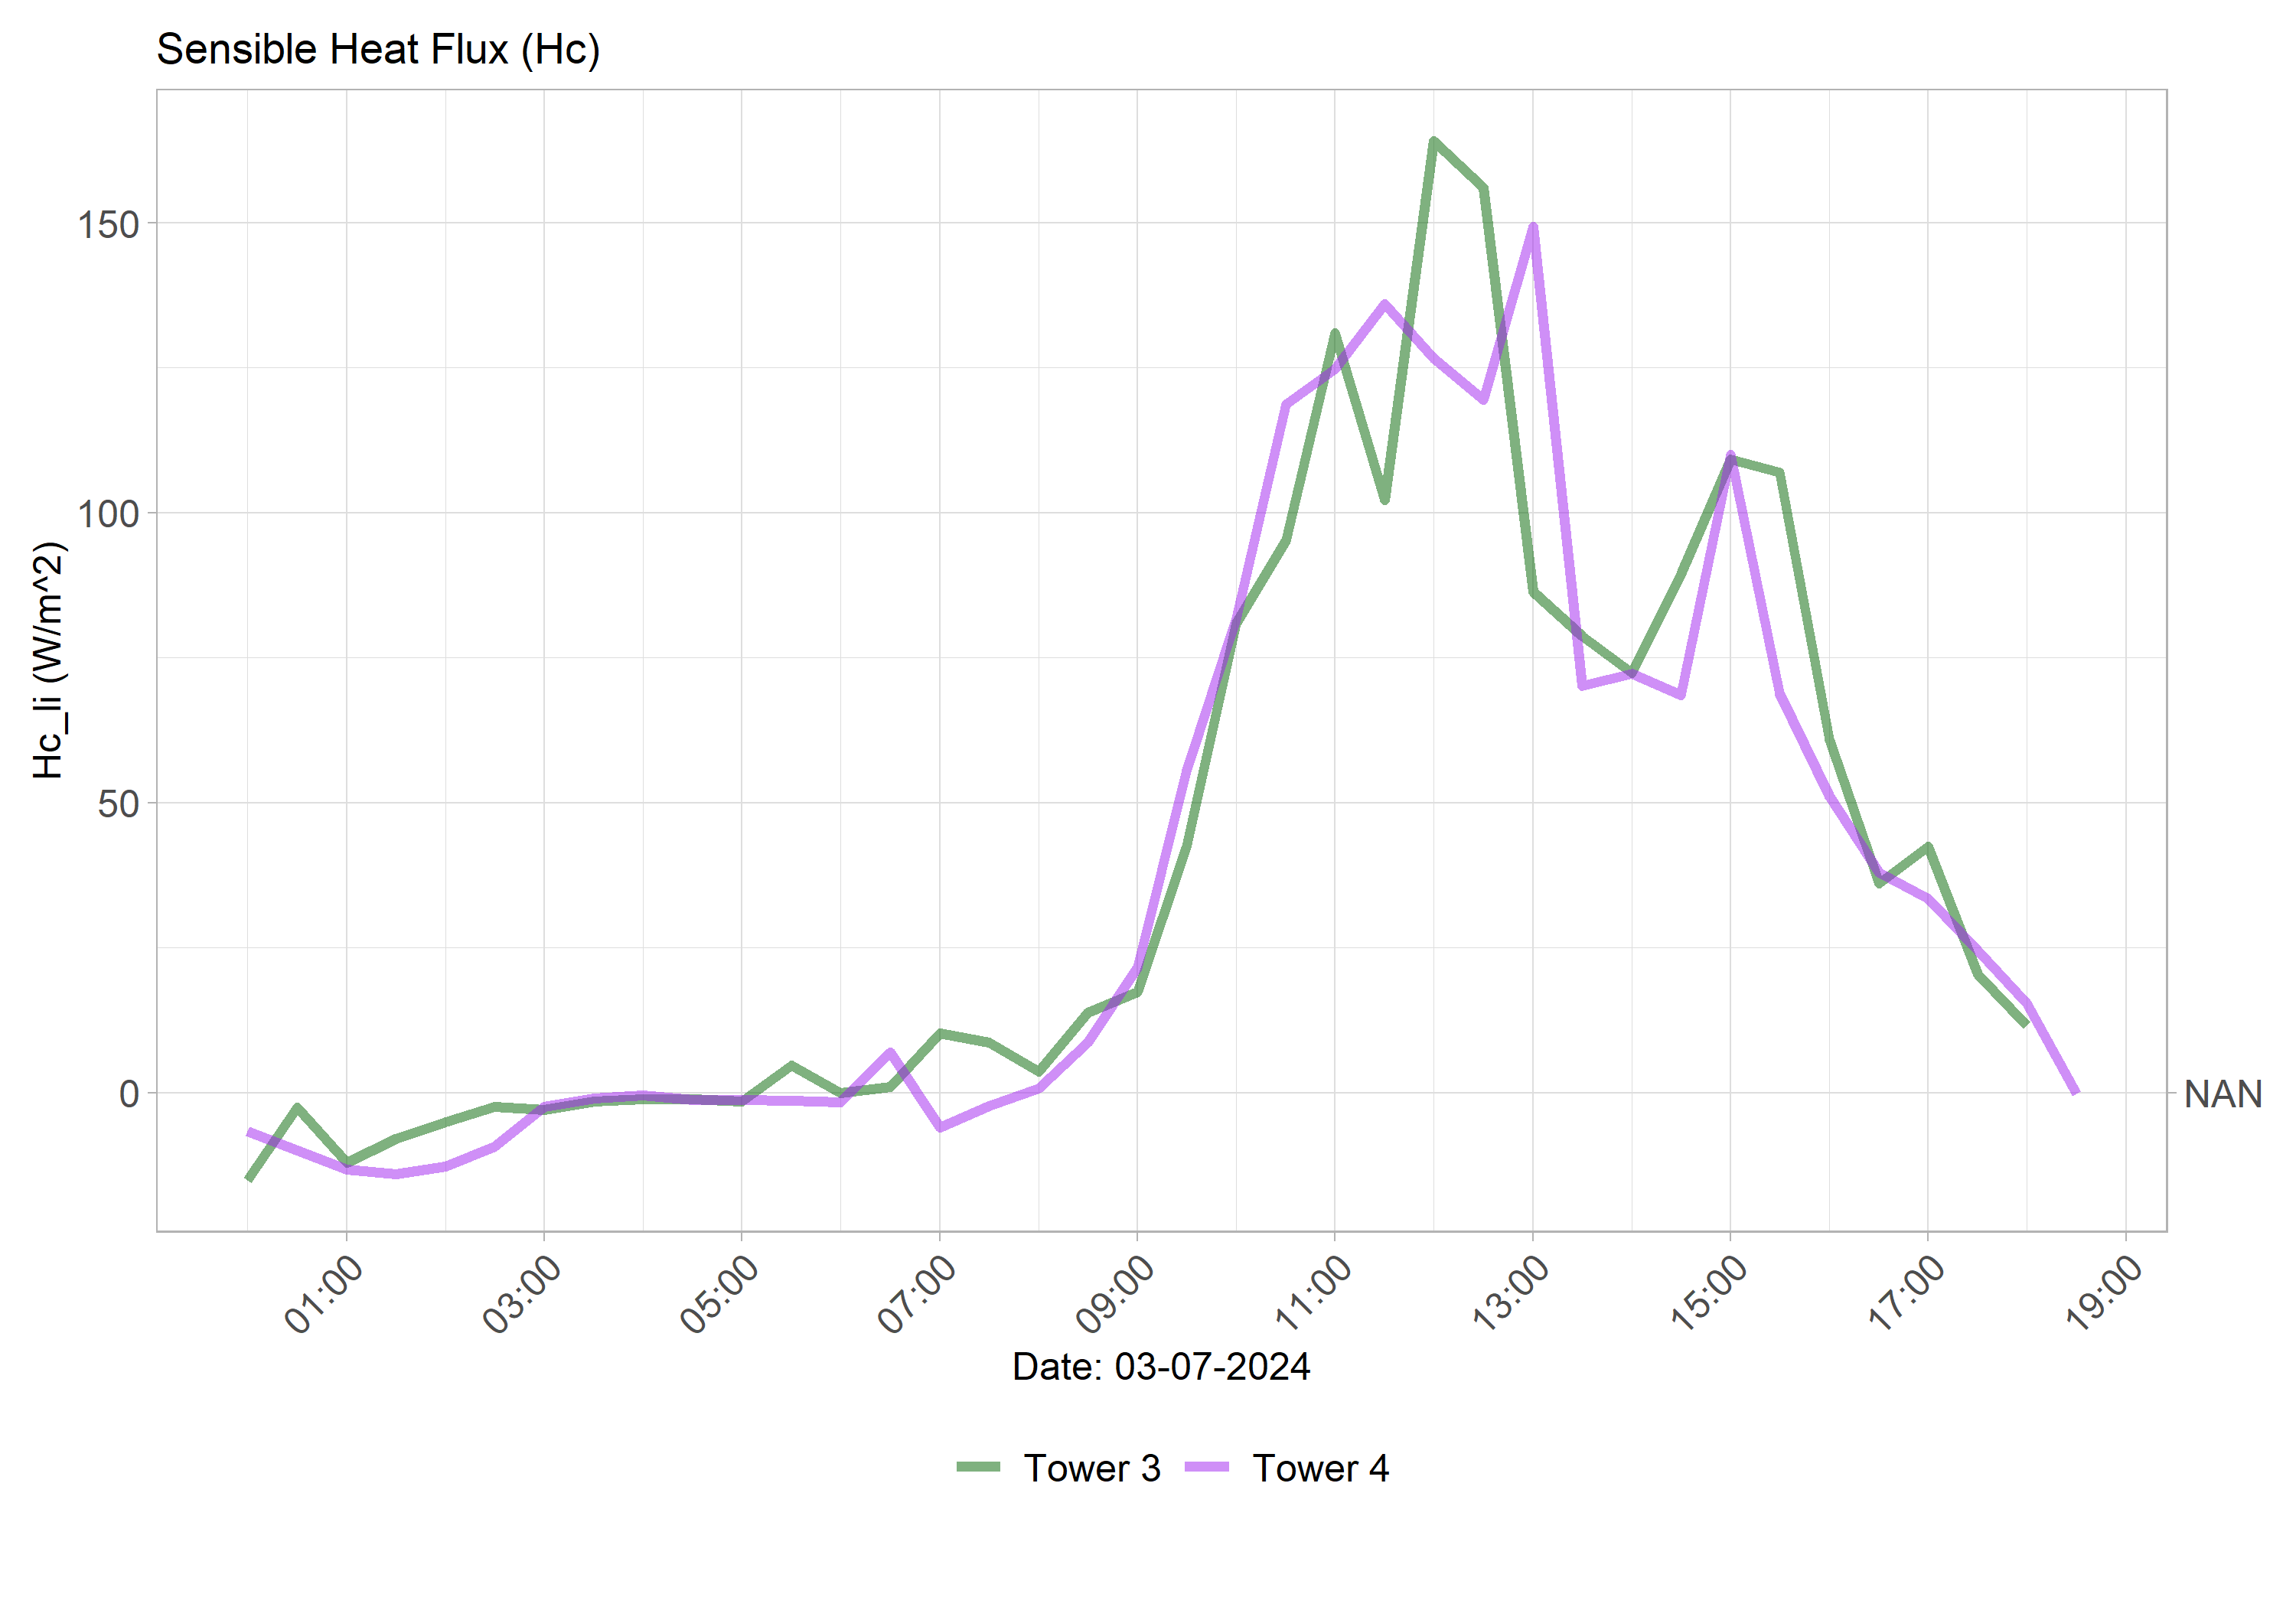 Sensible Heat Flux (Hc)
Hc_li (W/m^2)
150
100
50
0
NAN
01:00 03:00 05:00 07:00 09:00 11:00 13:00 15:00 17:00 19:00
Date: 03-07-2024
Tower 3 Tower 4